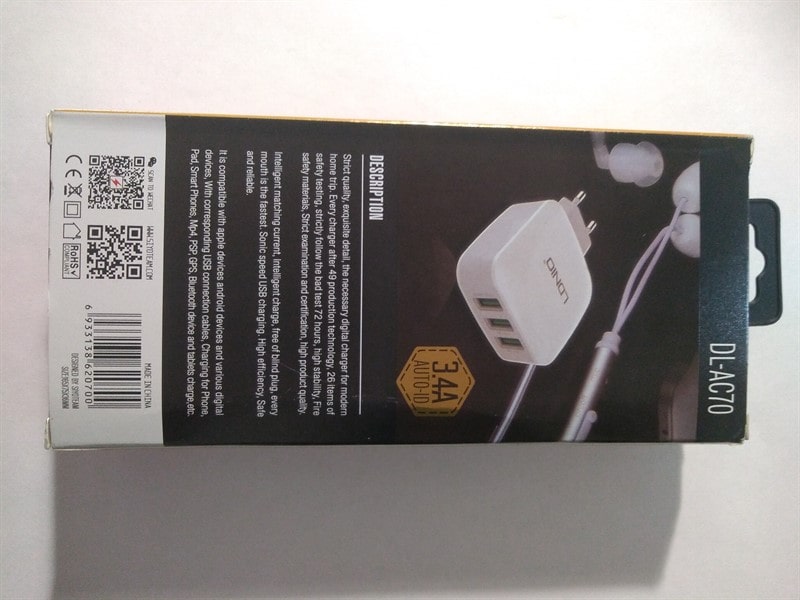 DL-AC70
LDNIO
3.4A
AUTO-ID
DESCRIPTION
Strict quality, exquisite detail, the necessary digital charger for modern
home trip. Every charger after 49 production technology, 26 items of
safety testing, strictly follow the bad test 72 hours, high stability, Fire
safety materials, Strict examination and certification, high product quality.
Intelligent matching current, Intelligent charge, free of blind plug, every
mouth is the fastest. Sonic speed USB charging. High efficiency, Safe
and reliable.
It is compatible with apple devices android devices and various digital
devices, With corresponding USB connection cables, Charging for Phone,
Pad, Smart Phones, Mp4, PSP, GPS, Bluetooth device and tablets charge,etc.
SCAN TO WECHAT
WWW.SZYOTEAM.COM
CE
RoHS
COMPLIANT
MADE IN CHINA
6 933138 620700